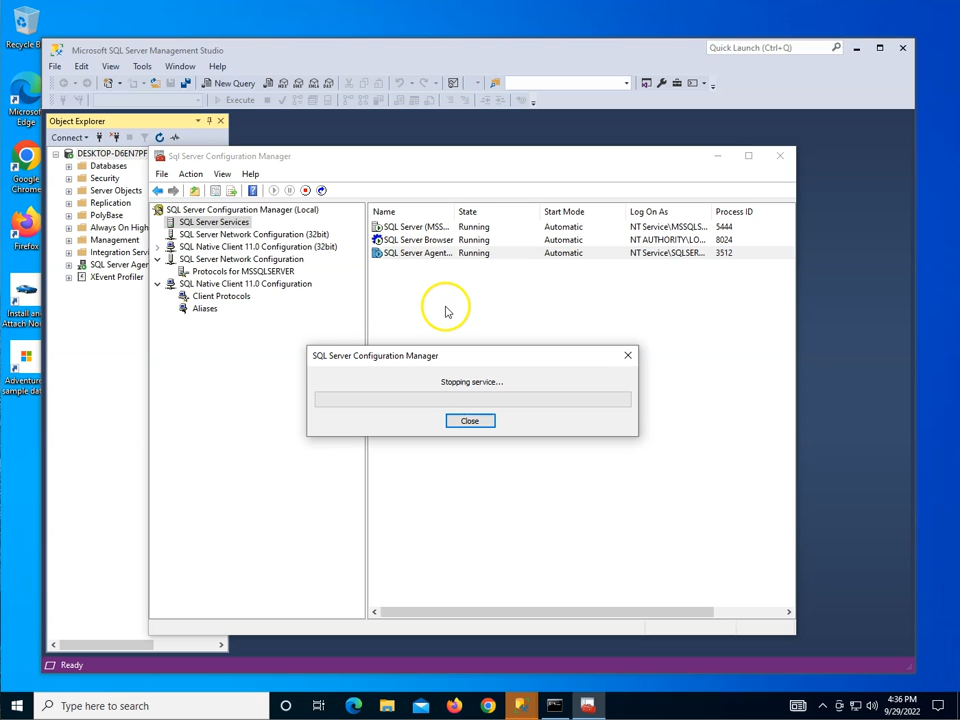 Recycle B
Microsoft SQL Server Management Studio
Quick Launch (Ctrl+Q)
File Edit View Tools Window Help
New Query
Execute
Microsoft
Edge
Object Explorer
Connect
DESKTOP-D6EN7PF
Databases
Security
Server Objects
Replication
PolyBase
Always On High
Management
Integration Serv
SQL Server Agen
XEvent Profiler
Google
Chrome
Firefox
Install and
Attach Nor
Adventur
sample dat
Sql Server Configuration Manager
File Action View Help
SQL Server Configuration Manager (Local)
SQL Server Services
SQL Server Network Configuration (32bit)
SQL Native Client 11.0 Configuration (32bit)
SQL Server Network Configuration
Protocols for MSSQLSERVER
SQL Native Client 11.0 Configuration
Client Protocols
Aliases
Name State Start Mode Log On As Process ID
SQL Server (MSS... Running Automatic NT Service\MSSQLS... 5444
SQL Server Browser Running Automatic NT AUTHORITY\LO... 8024
SQL Server Agent... Running Automatic NT Service\SQLSER... 3512
SQL Server Configuration Manager
Stopping service...
Close
Ready
Type here to search
4:36 PM
9/29/2022